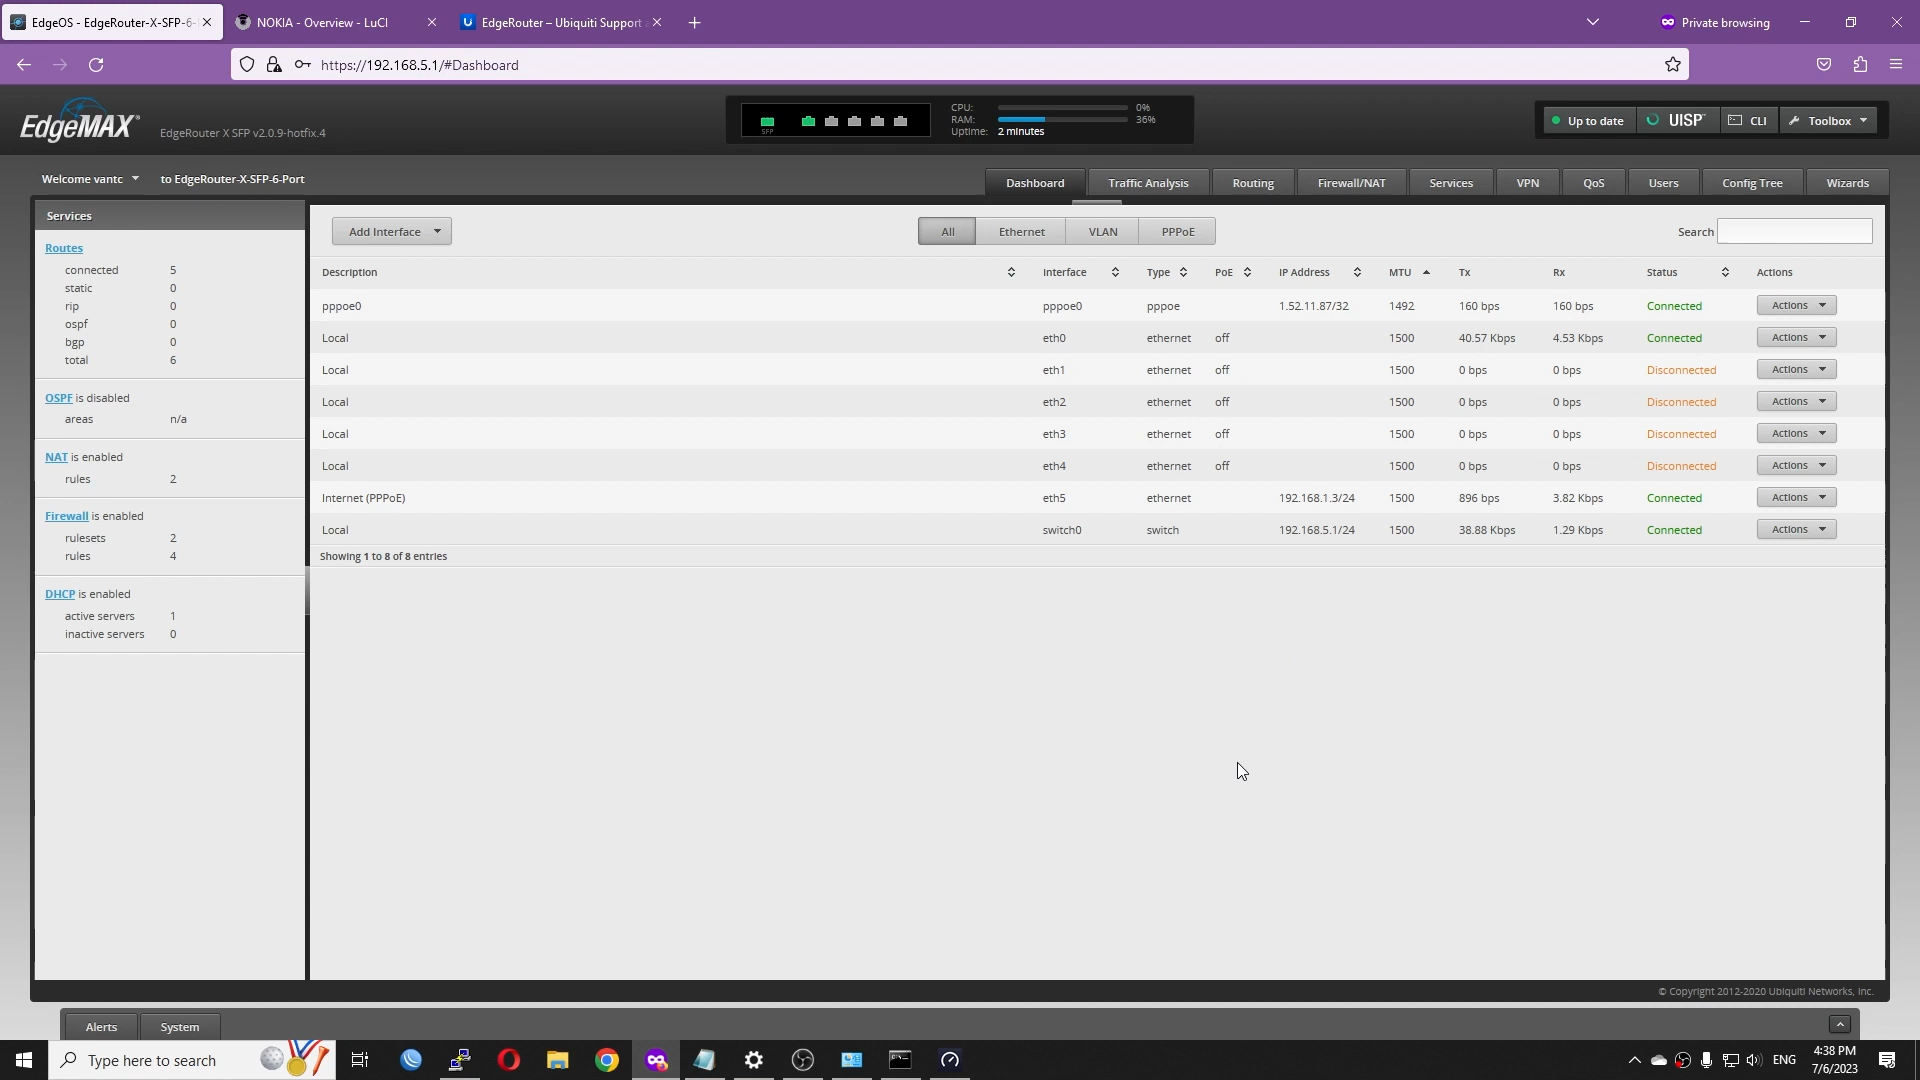 EdgeOS - EdgeRouter-X-SFP-6-
NOKIA - Overview - LuCI
EdgeRouter – Ubiquiti Support
Private browsing
https://192.168.5.1/#Dashboard
EdgeMAX
EdgeRouter X SFP v2.0.9-hotfix.4
SFP
CPU: 0%
RAM: 36%
Uptime: 2 minutes
Up to date
UISP
CLI
Toolbox
Welcome vantc
to EdgeRouter-X-SFP-6-Port
Dashboard Traffic Analysis Routing Firewall/NAT Services VPN QoS Users Config Tree Wizards
Services
Routes
connected 5
static 0
rip 0
ospf 0
bgp 0
total 6
OSPF is disabled
areas n/a
NAT is enabled
rules 2
Firewall is enabled
rulesets 2
rules 4
DHCP is enabled
active servers 1
inactive servers 0
Add Interface
All Ethernet VLAN PPPoE
Search
Description Interface Type PoE IP Address MTU Tx Rx Status Actions
pppoe0 pppoe0 pppoe 1.52.11.87/32 1492 160 bps 160 bps Connected Actions
Local eth0 ethernet off 1500 40.57 Kbps 4.53 Kbps Connected Actions
Local eth1 ethernet off 1500 0 bps 0 bps Disconnected Actions
Local eth2 ethernet off 1500 0 bps 0 bps Disconnected Actions
Local eth3 ethernet off 1500 0 bps 0 bps Disconnected Actions
Local eth4 ethernet off 1500 0 bps 0 bps Disconnected Actions
Internet (PPPoE) eth5 ethernet 192.168.1.3/24 1500 896 bps 3.82 Kbps Connected Actions
Local switch0 switch 192.168.5.1/24 1500 38.88 Kbps 1.29 Kbps Connected Actions
Showing 1 to 8 of 8 entries
© Copyright 2012-2020 Ubiquiti Networks, Inc.
Alerts
System
Type here to search
ENG
4:38 PM
7/6/2023